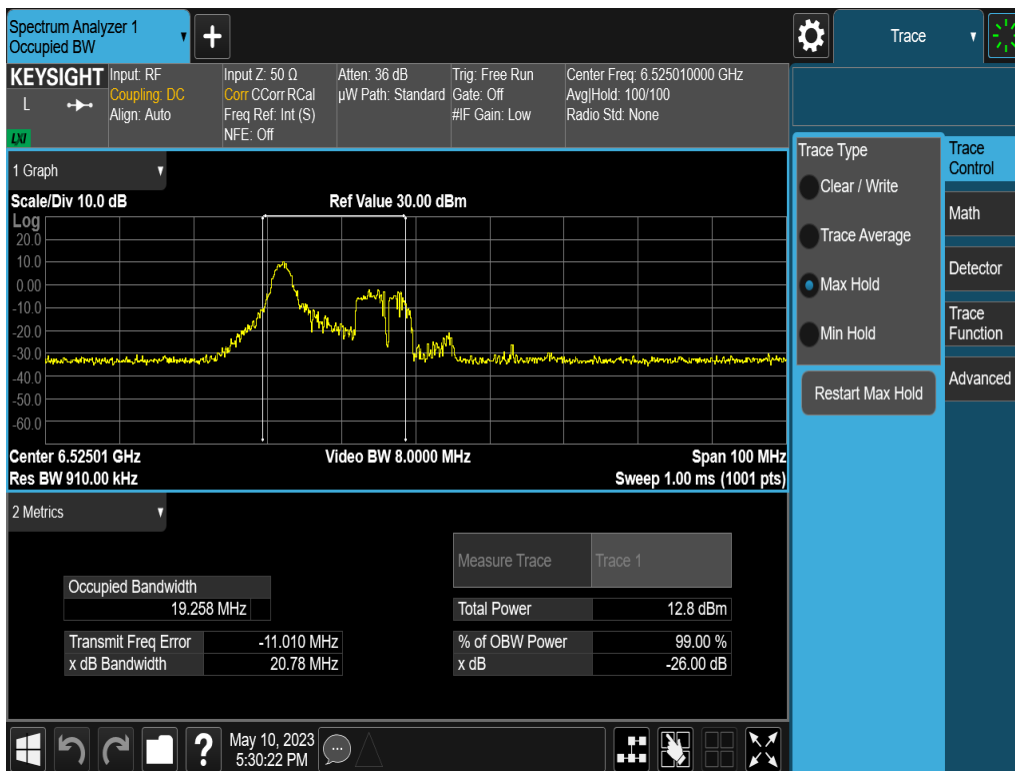 Spectrum Analyzer 1
Occupied BW
+
Trace
KEYSIGHT
L
LXI
Input: RF
Coupling: DC
Align: Auto
Input Z: 50 Ω
Corr CCorr RCal
Freq Ref: Int (S)
NFE: Off
Atten: 36 dB
µW Path: Standard
Trig: Free Run
Gate: Off
#IF Gain: Low
Center Freq: 6.525010000 GHz
Avg|Hold: 100/100
Radio Std: None
1 Graph
Scale/Div 10.0 dB
Ref Value 30.00 dBm
Log
20.0
10.0
0.00
-10.0
-20.0
-30.0
-40.0
-50.0
-60.0
Center 6.52501 GHz
Video BW 8.0000 MHz
Span 100 MHz
Res BW 910.00 kHz
Sweep 1.00 ms (1001 pts)
2 Metrics
Measure Trace
Trace 1
Occupied Bandwidth
19.258 MHz
Total Power
12.8 dBm
Transmit Freq Error
-11.010 MHz
% of OBW Power
99.00 %
x dB Bandwidth
20.78 MHz
x dB
-26.00 dB
Trace Type
Clear / Write
Trace Average
Max Hold
Min Hold
Restart Max Hold
Trace
Control
Math
Detector
Trace
Function
Advanced
?
May 10, 2023
5:30:22 PM